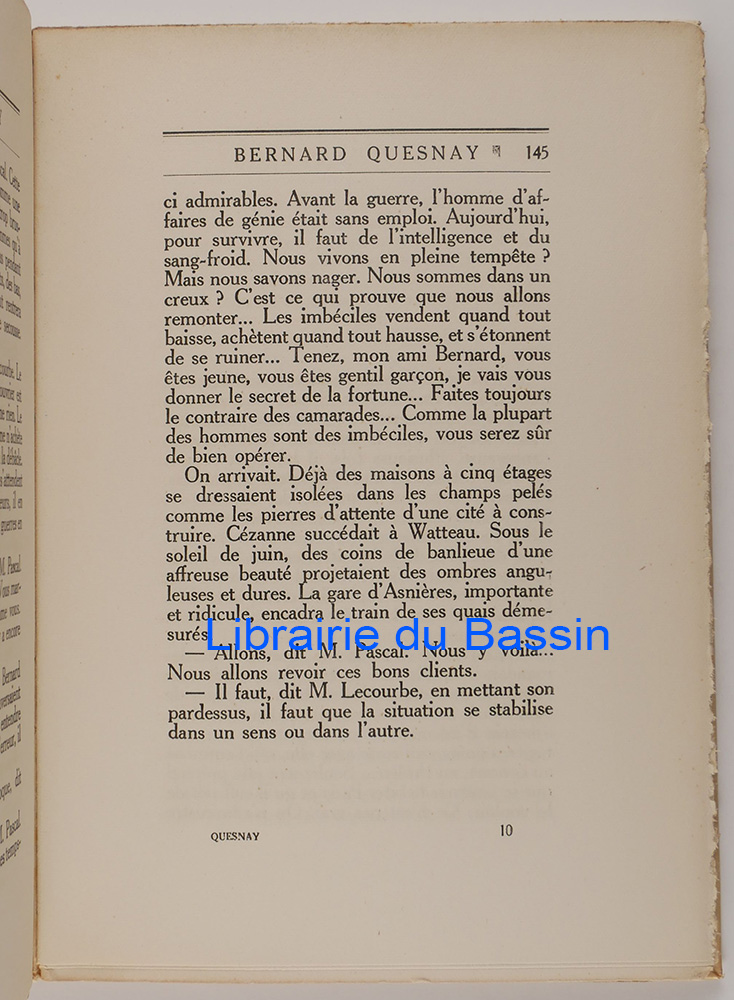 BERNARD QUESNAY 145
ci admirables. Avant la guerre, l'homme d'af-
faires de génie était sans emploi. Aujourd'hui,
pour survivre, il faut de l'intelligence et du
sang-froid. Nous vivons en pleine tempête ?
Mais nous savons nager. Nous sommes dans un
creux ? C'est ce qui prouve que nous allons
remonter... Les imbéciles vendent quand tout
baisse, achètent quand tout hausse, et s'étonnent
de se ruiner... Tenez, mon ami Bernard, vous
êtes jeune, vous êtes gentil garçon, je vais vous
donner le secret de la fortune... Faites toujours
le contraire des camarades... Comme la plupart
des hommes sont des imbéciles, vous serez sûr
de bien opérer.
On arrivait. Déjà des maisons à cinq étages
se dressaient isolées dans les champs pelés
comme les pierres d'attente d'une cité à cons-
truire. Cézanne succédait à Watteau. Sous le
soleil de juin, des coins de banlieue d'une
affreuse beauté projetaient des ombres angu-
leuses et dures. La gare d'Asnières, importante
et ridicule, encadra le train de ses quais déme-
surés.
Librairie du Bassin
— Allons, dit M. Pascal. Nous y voilà...
Nous allons revoir ces bons clients.
— Il faut, dit M. Lecourbe, en mettant son
pardessus, il faut que la situation se stabilise
dans un sens ou dans l'autre.
QUESNAY 10